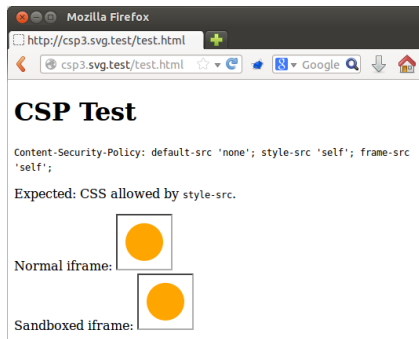 Mozilla Firefox
http://csp3.svg.test/test.html
csp3.svg.test/test.html
Google
CSP Test
Content-Security-Policy: default-src 'none'; style-src 'self'; frame-src
'self';
Expected: CSS allowed by style-src.
Normal iframe:
Sandboxed iframe: